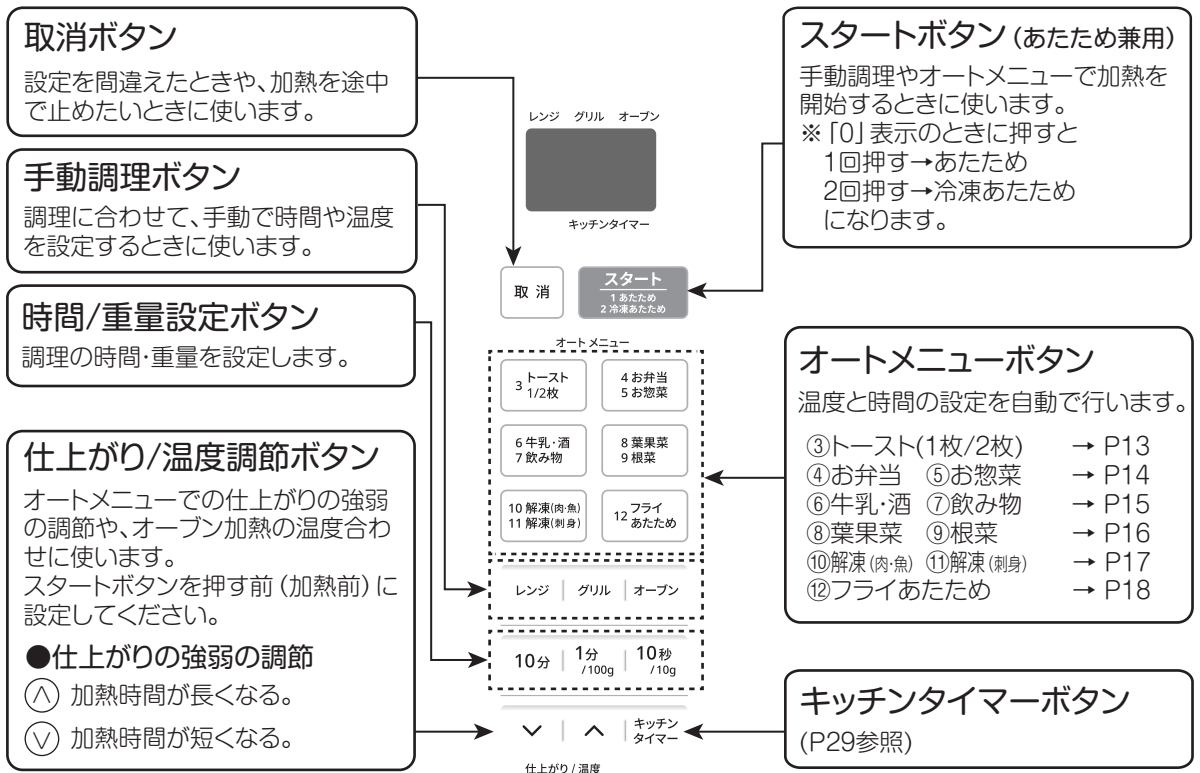 取消ボタン
設定を間違えたときや、加熱を途中
で止めたいときに使います。
手動調理ボタン
調理に合わせて、手動で時間や温度
を設定するときに使います。
時間/重量設定ボタン
調理の時間・重量を設定します。
仕上がり/温度調節ボタン
オートメニューでの仕上がりの強弱
の調節や、オーブン加熱の温度合わ
せに使います。
スタートボタンを押す前(加熱前)に
設定してください。
●仕上がりの強弱の調節
∧ 加熱時間が長くなる。
∨ 加熱時間が短くなる。
レンジ グリル オーブン
キッチンタイマー
取消
スタート
1 あたため
2 冷凍あたため
オートメニュー
3 トースト 1/2枚
4 お弁当
5 お惣菜
6 牛乳・酒
7 飲み物
8 葉果菜
9 根菜
10 解凍(肉・魚)
11 解凍(刺身)
12 フライ あたため
レンジ グリル オーブン
10分 1分/100g 10秒/10g
∨ ∧ キッチンタイマー
仕上がり/温度
スタートボタン(あたため兼用)
手動調理やオートメニューで加熱を
開始するときに使います。
※「0」表示のときに押すと
1回押す→あたため
2回押す→冷凍あたため
になります。
オートメニューボタン
温度と時間の設定を自動で行います。
③トースト(1枚/2枚) → P13
④お弁当 ⑤お惣菜 → P14
⑥牛乳・酒 ⑦飲み物 → P15
⑧葉果菜 ⑨根菜 → P16
⑩解凍(肉・魚) ⑪解凍(刺身) → P17
⑫フライあたため → P18
キッチンタイマーボタン
(P29参照)